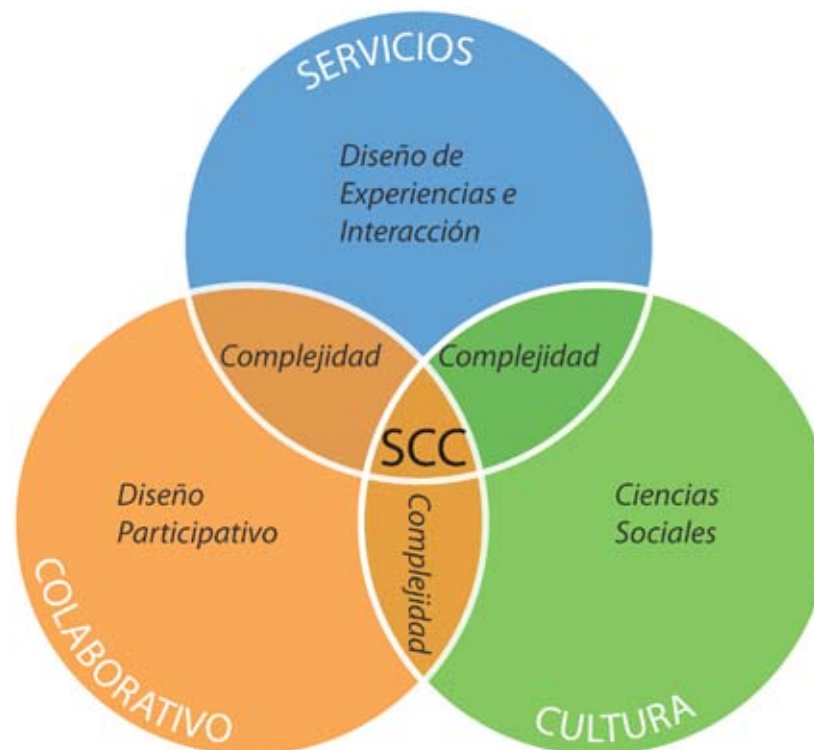 SERVICIOS
Diseño de
Experiencias e
Interacción
Complejidad
Complejidad
SCC
Diseño
Participativo
Complejidad
Ciencias
Sociales
COLABORATIVO
CULTURA